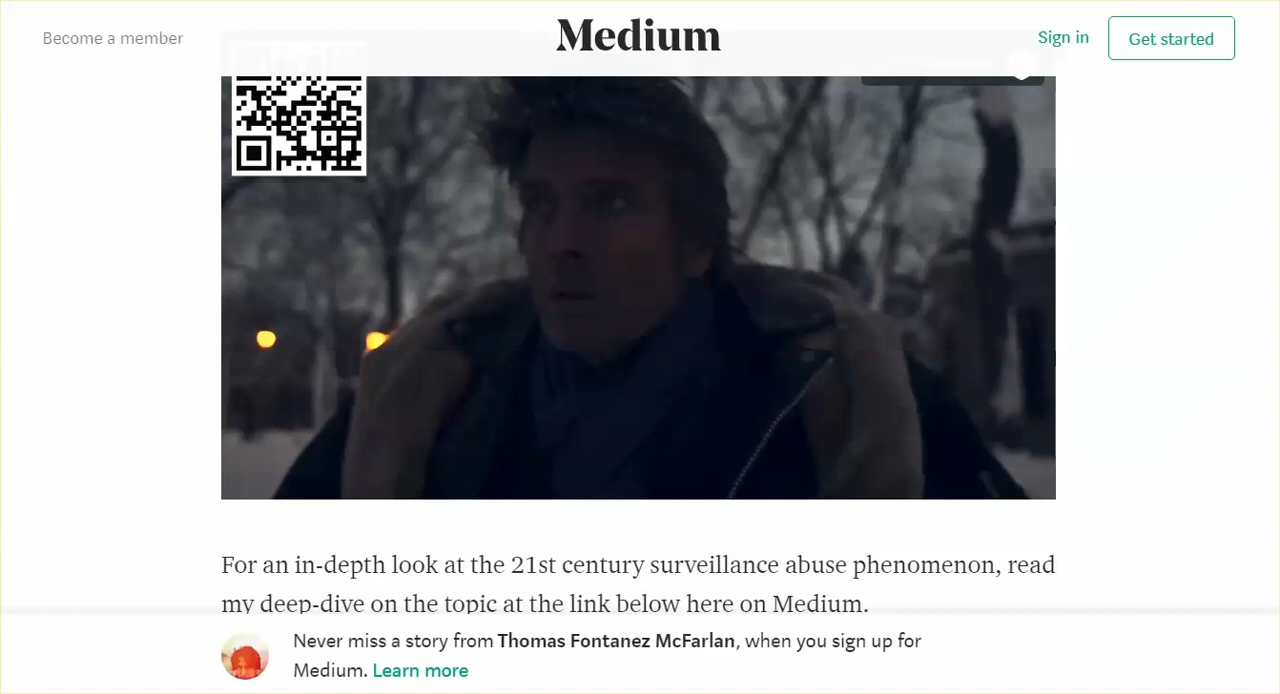 Become a member
Medium
Sign in
Get started
For an in-depth look at the 21st century surveillance abuse phenomenon, read
my deep-dive on the topic at the link below here on Medium.
Never miss a story from Thomas Fontanez McFarlan, when you sign up for
Medium. Learn more